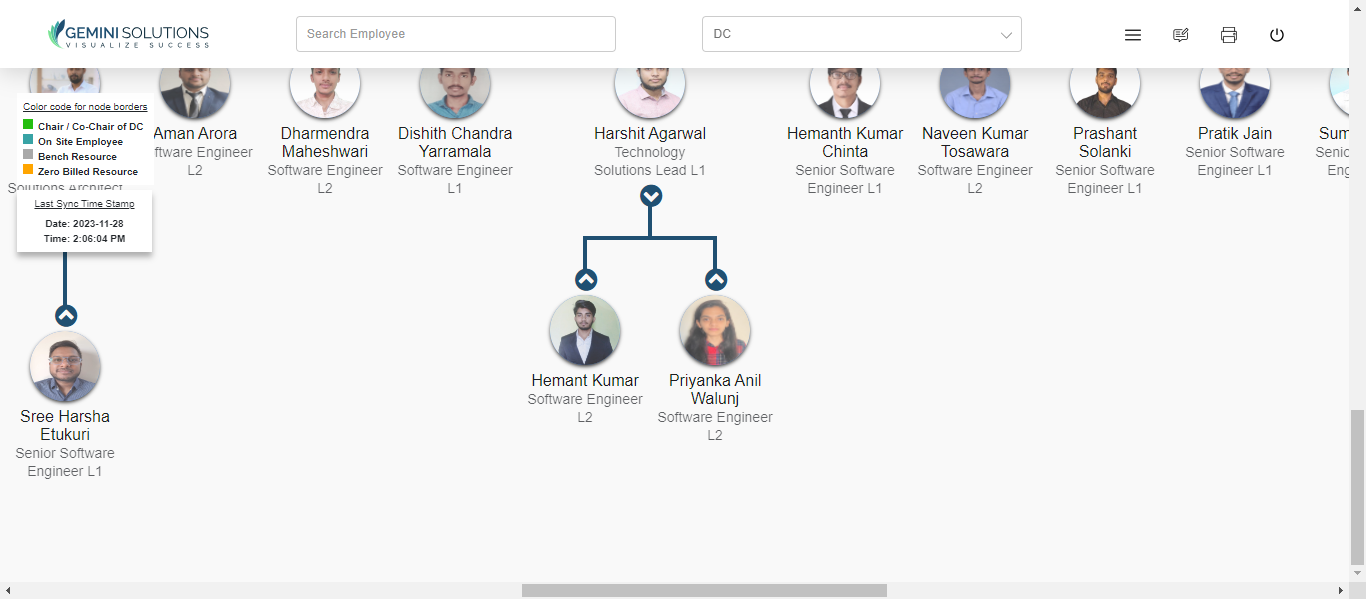 GEMINI SOLUTIONS
VISUALIZE SUCCESS
Search Employee
DC
Color code for node borders
Chair / Co-Chair of DC
On Site Employee
Bench Resource
Zero Billed Resource
Solutions Architect
Last Sync Time Stamp
Date: 2023-11-28
Time: 2:06:04 PM
Aman Arora
ftware Engineer
L2
Dharmendra
Maheshwari
Software Engineer
L2
Dishith Chandra
Yarramala
Software Engineer
L1
Harshit Agarwal
Technology
Solutions Lead L1
Hemanth Kumar
Chinta
Senior Software
Engineer L1
Naveen Kumar
Tosawara
Software Engineer
L2
Prashant
Solanki
Senior Software
Engineer L1
Pratik Jain
Senior Software
Engineer L1
Sum
Senio
Eng
Sree Harsha
Etukuri
Senior Software
Engineer L1
Hemant Kumar
Software Engineer
L2
Priyanka Anil
Walunj
Software Engineer
L2